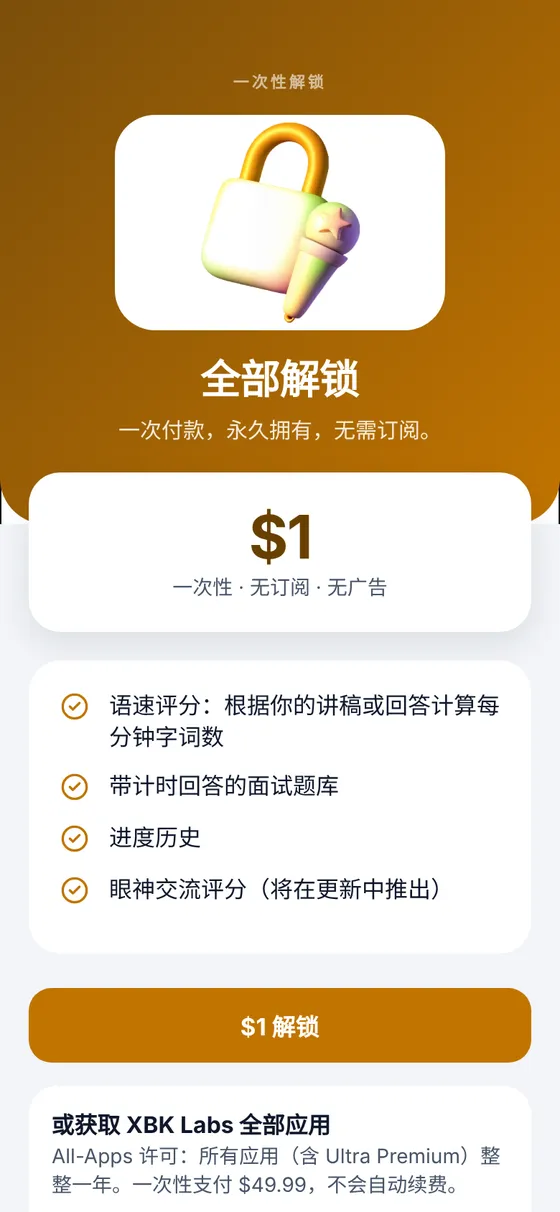 一次性解锁
全部解锁
一次付款，永久拥有，无需订阅。
$1
一次性 · 无订阅 · 无广告
语速评分：根据你的讲稿或回答计算每
分钟字词数
带计时回答的面试题库
进度历史
眼神交流评分（将在更新中推出）
$1 解锁
或获取 XBK Labs 全部应用
All-Apps 许可：所有应用（含 Ultra Premium）整
整一年。一次性支付 $49.99，不会自动续费。